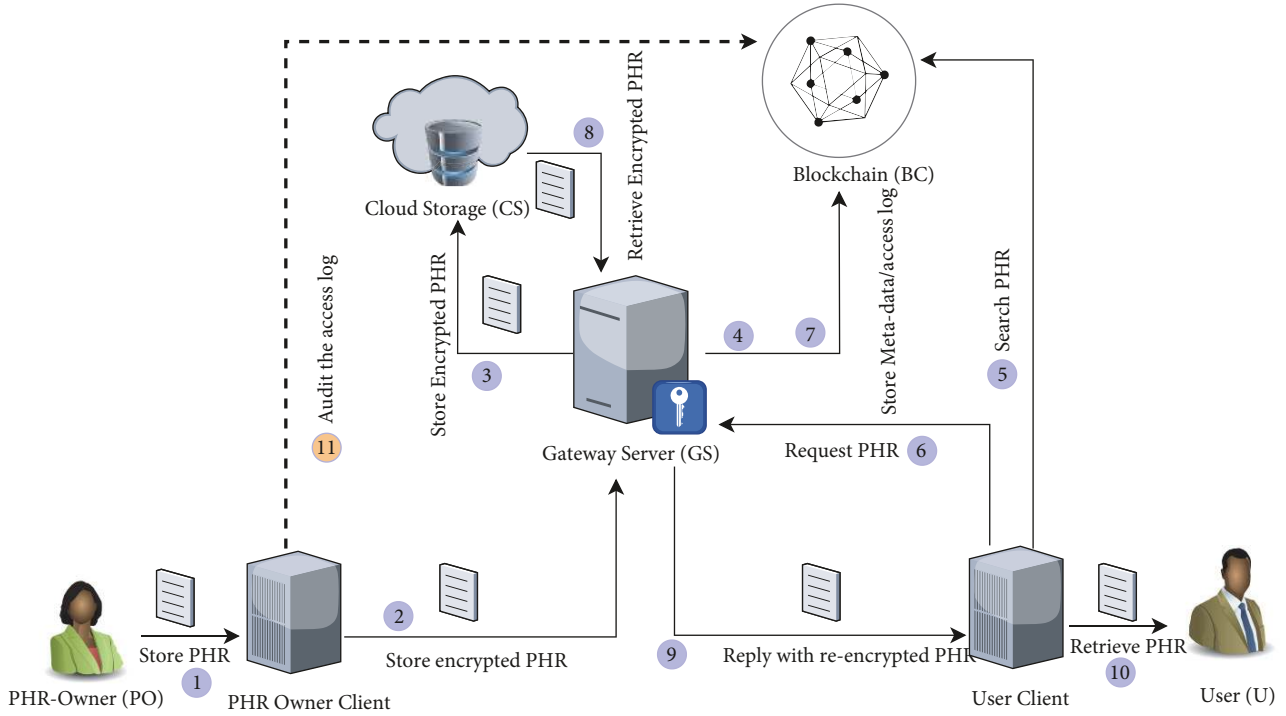 Blockchain (BC)
Cloud Storage (CS)
8
Retrieve Encrypted PHR
Store Encrypted PHR
3
Audit the access log
11
4
7
Store Meta-data/access log
Search PHR
5
Gateway Server (GS)
Request PHR
6
Store PHR
1
PHR-Owner (PO)
PHR Owner Client
2
Store encrypted PHR
9
Reply with re-encrypted PHR
User Client
Retrieve PHR
10
User (U)